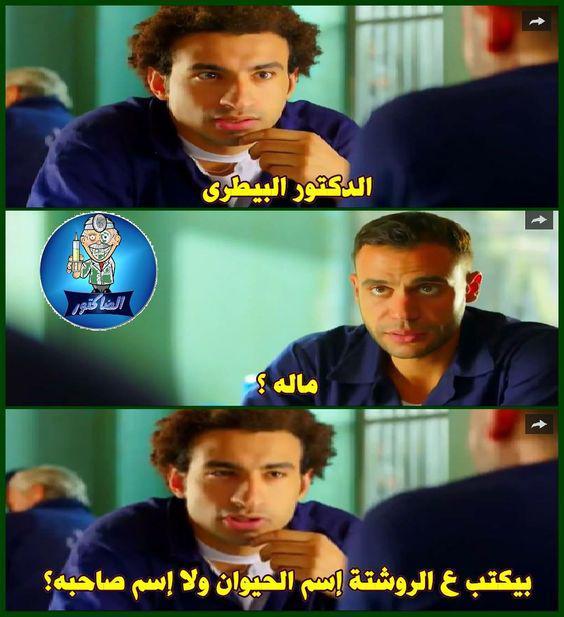 الدكتور البيطرى
الضاكتور
ماله ؟
بيكتب ع الروشتة إسم الحيوان ولا إسم صاحبه؟